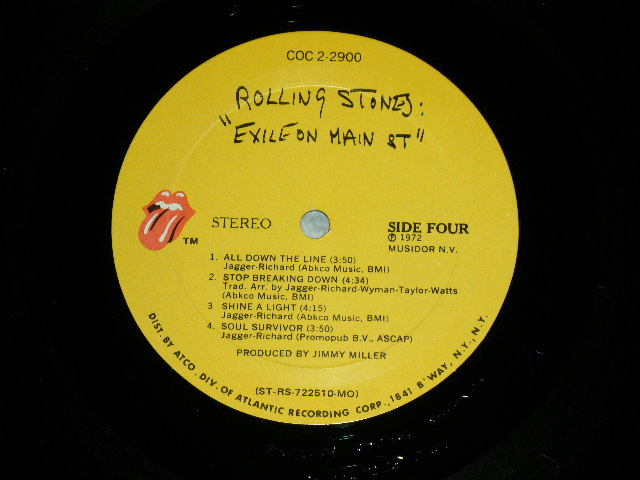 COC 2-2900
"ROLLING STONES:
"EXILE ON MAIN ST"
STEREO
SIDE FOUR
TM
℗ 1972
MUSIDOR N.V.
1. ALL DOWN THE LINE (3:50)
Jagger-Richard (Abkco Music, BMI)
2. STOP BREAKING DOWN (4:34)
Trad. Arr. by Jagger-Richard-Wyman-Taylor-Watts
(Abkco Music, BMI)
3. SHINE A LIGHT (4:15)
Jagger-Richard (Abkco Music, BMI)
4. SOUL SURVIVOR (3:50)
Jagger-Richard (Promopub B.V., ASCAP)
PRODUCED BY JIMMY MILLER
(ST-RS-722510-MO)
DIST. BY ATCO. DIV. OF ATLANTIC RECORDING CORP., 1841 B'WAY, N.Y., N.Y.